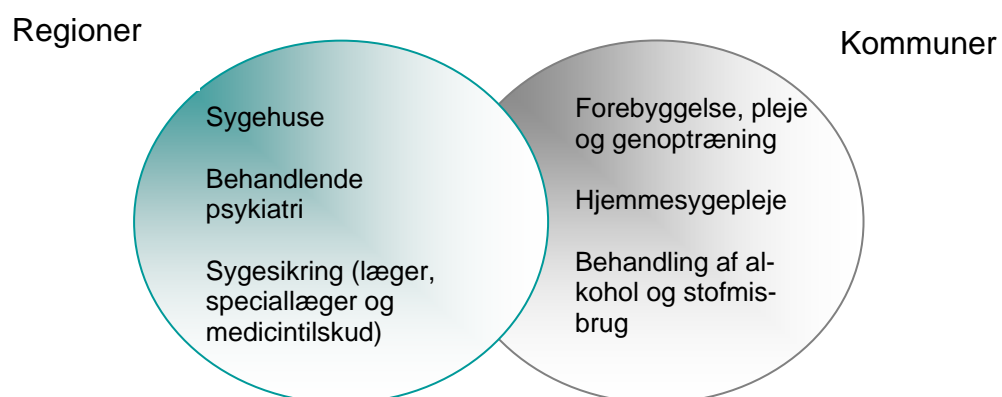 Regioner
Kommuner
Sygehuse
Behandlende
psykiatri
Sygesikring (læger,
speciallæger og
medicintilskud)
Forebyggelse, pleje
og genoptræning
Hjemmesygepleje
Behandling af al-
kohol og stofmis-
brug